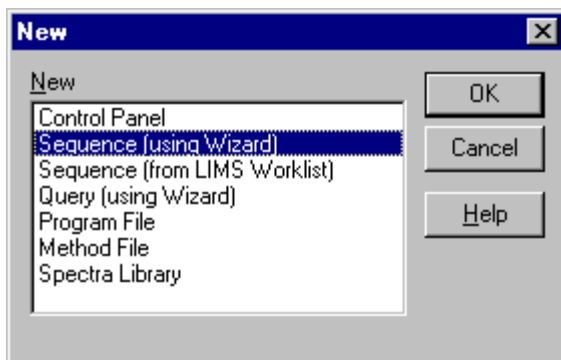 New
New
Control Panel
Sequence (using Wizard)
Sequence (from LIMS Worklist)
Query (using Wizard)
Program File
Method File
Spectra Library
OK
Cancel
Help